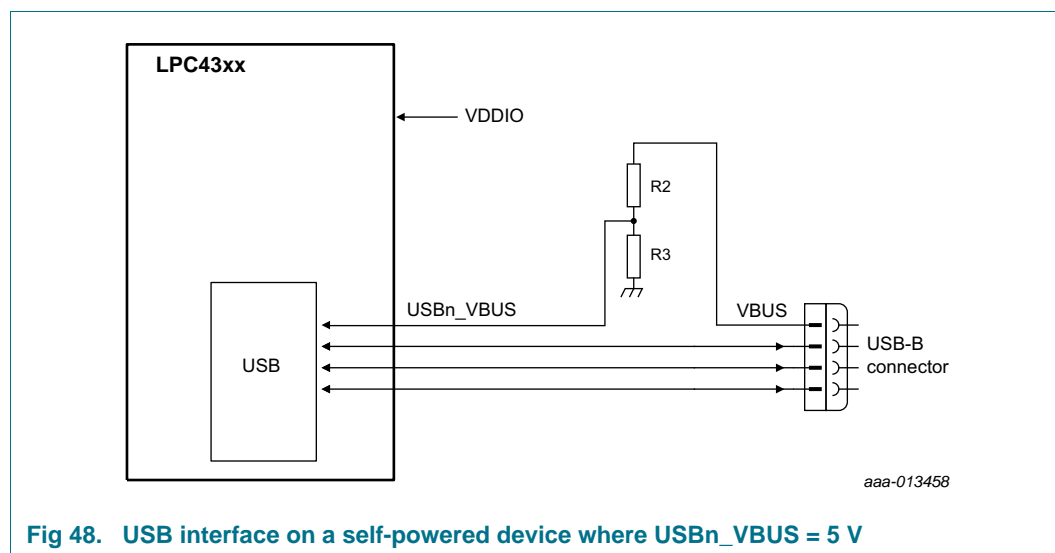 LPC43xx
VDDIO
R2
R3
USBn_VBUS
VBUS
USB
USB-B
connector
aaa-013458
Fig 48. USB interface on a self-powered device where USBn_VBUS = 5 V